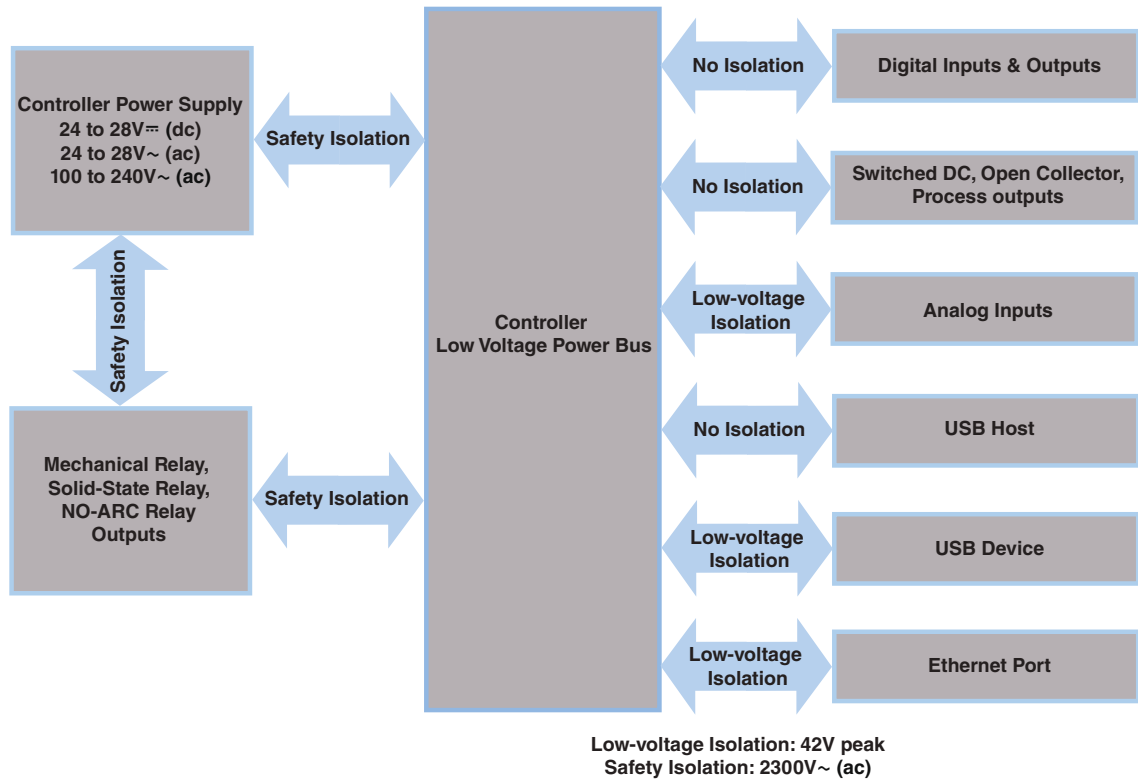 Controller Power Supply
24 to 28V⎓ (dc)
24 to 28V~ (ac)
100 to 240V~ (ac)
Safety Isolation
Safety Isolation
Mechanical Relay,
Solid-State Relay,
NO-ARC Relay
Outputs
Safety Isolation
Controller
Low Voltage Power Bus
No Isolation
Digital Inputs & Outputs
No Isolation
Switched DC, Open Collector,
Process outputs
Low-voltage
Isolation
Analog Inputs
No Isolation
USB Host
Low-voltage
Isolation
USB Device
Low-voltage
Isolation
Ethernet Port
Low-voltage Isolation: 42V peak
Safety Isolation: 2300V~ (ac)